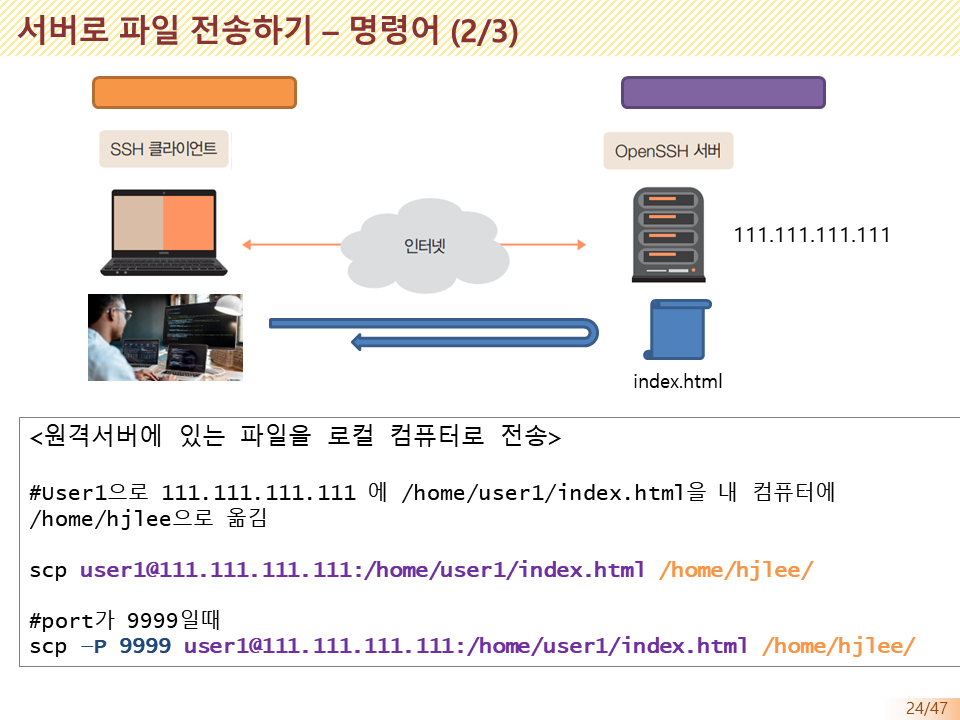 서버로 파일 전송하기 – 명령어 (2/3)
SSH 클라이언트
OpenSSH 서버
인터넷
111.111.111.111
index.html
<원격서버에 있는 파일을 로컬 컴퓨터로 전송>
#User1으로 111.111.111.111 에 /home/user1/index.html을 내 컴퓨터에
/home/hjlee으로 옮김
scp user1@111.111.111.111:/home/user1/index.html /home/hjlee/
#port가 9999일때
scp –P 9999 user1@111.111.111.111:/home/user1/index.html /home/hjlee/
24/47